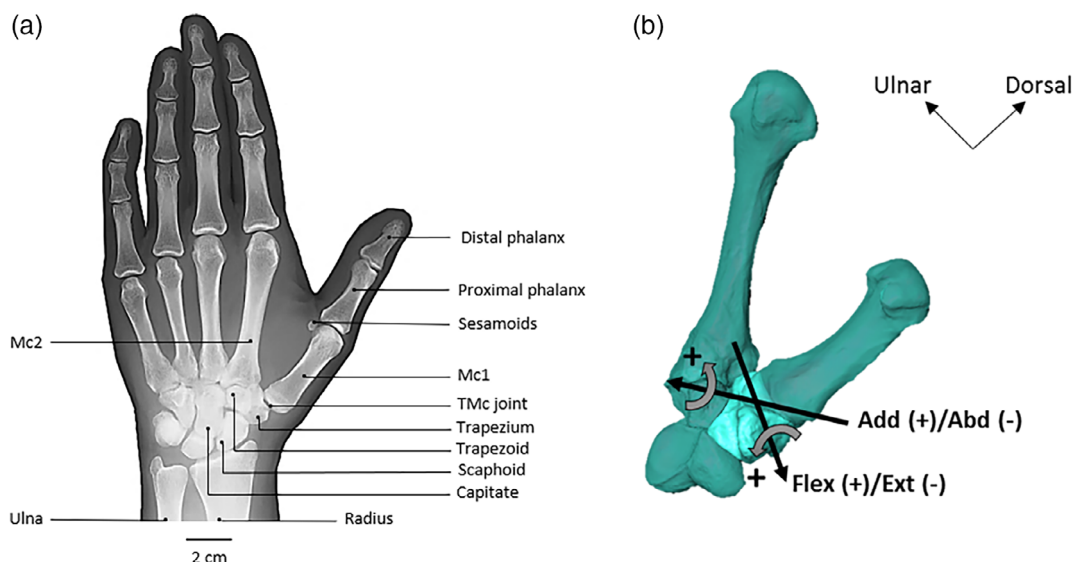 (a)
Distal phalanx
Proximal phalanx
Sesamoids
Mc2
Mc1
TMc joint
Trapezium
Trapezoid
Scaphoid
Capitate
Ulna
Radius
2 cm
(b)
Ulnar
Dorsal
+
Add (+)/Abd (-)
+
Flex (+)/Ext (-)